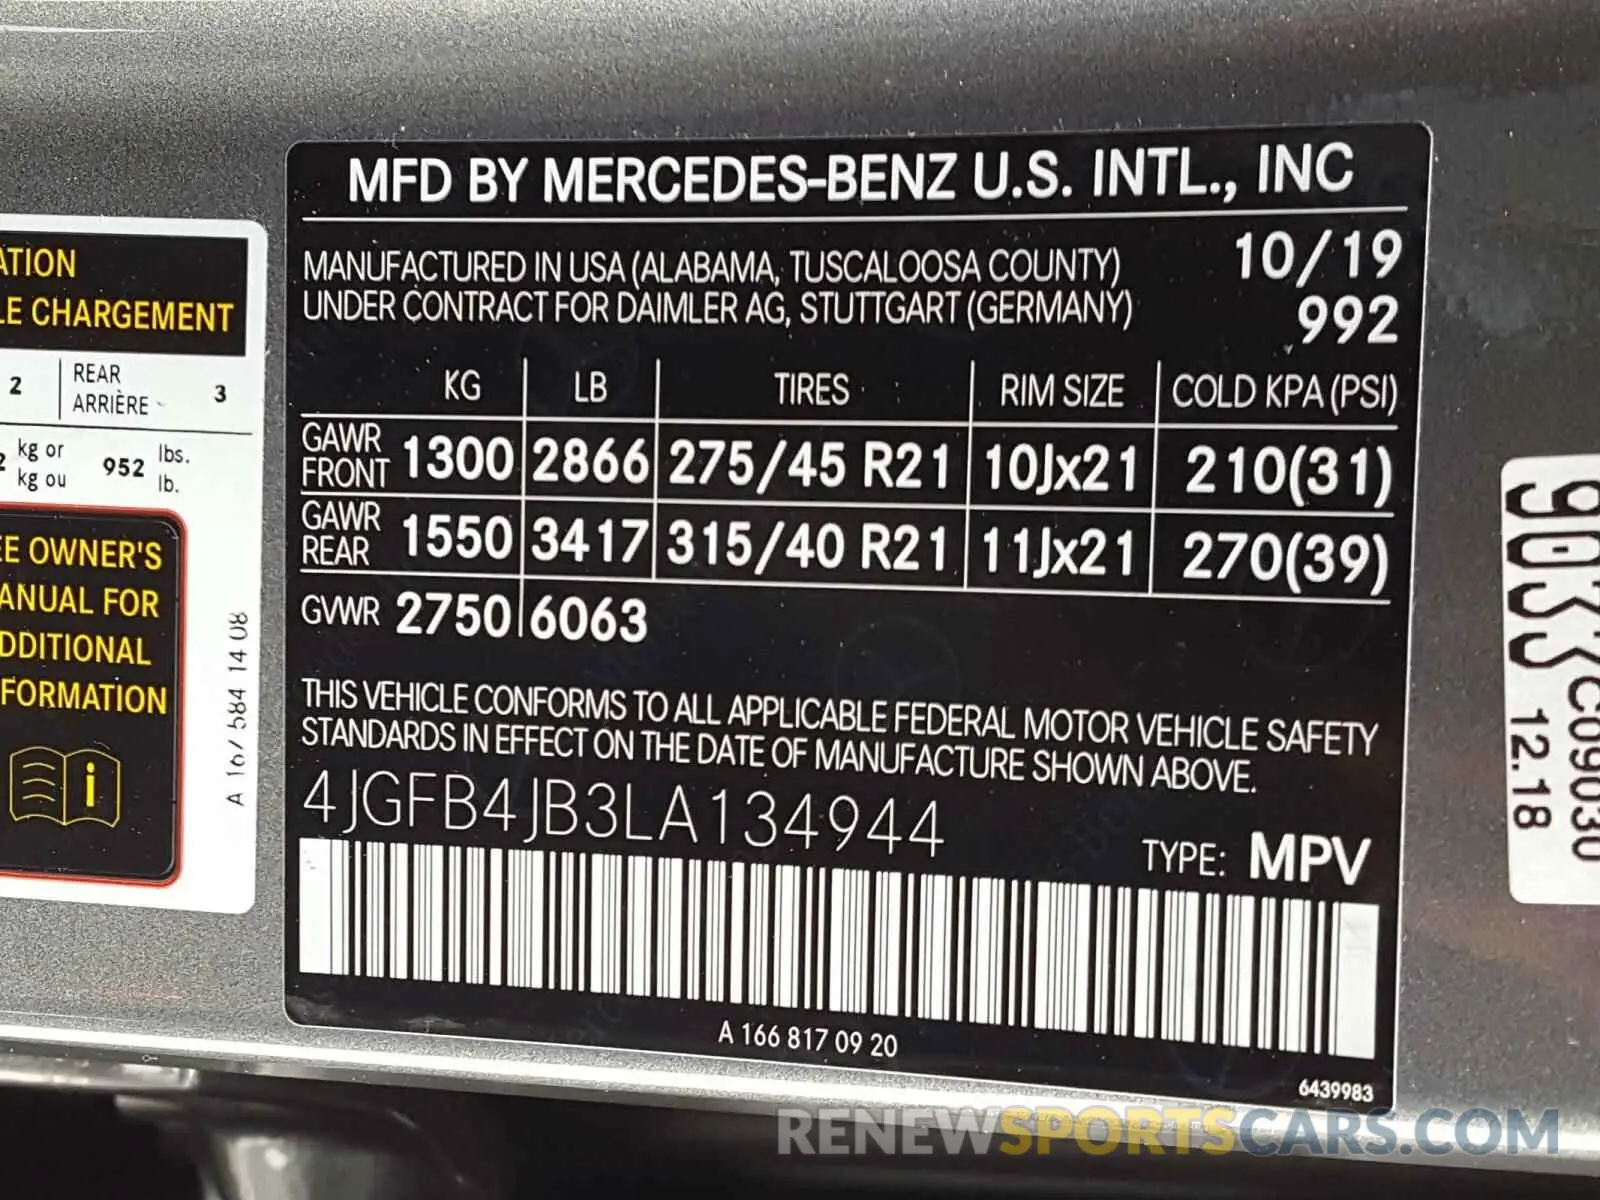 ATION
LE CHARGEMENT
2 REAR ARRIÈRE 3
2 kg or kg ou 952 lbs. lb.
EE OWNER'S
ANUAL FOR
DDITIONAL
FORMATION
i
A 167 584 14 08
MFD BY MERCEDES-BENZ U.S. INTL., INC
MANUFACTURED IN USA (ALABAMA, TUSCALOOSA COUNTY) 10/19
UNDER CONTRACT FOR DAIMLER AG, STUTTGART (GERMANY) 992
KG LB TIRES RIM SIZE COLD KPA (PSI)
GAWR FRONT 1300 2866 275/45 R21 10Jx21 210(31)
GAWR REAR 1550 3417 315/40 R21 11Jx21 270(39)
GVWR 2750 6063
THIS VEHICLE CONFORMS TO ALL APPLICABLE FEDERAL MOTOR VEHICLE SAFETY
STANDARDS IN EFFECT ON THE DATE OF MANUFACTURE SHOWN ABOVE.
4JGFB4JB3LA134944
TYPE: MPV
A 166 817 09 20
6439983
C09030
12.18
RENEWSPORTSCARS.COM